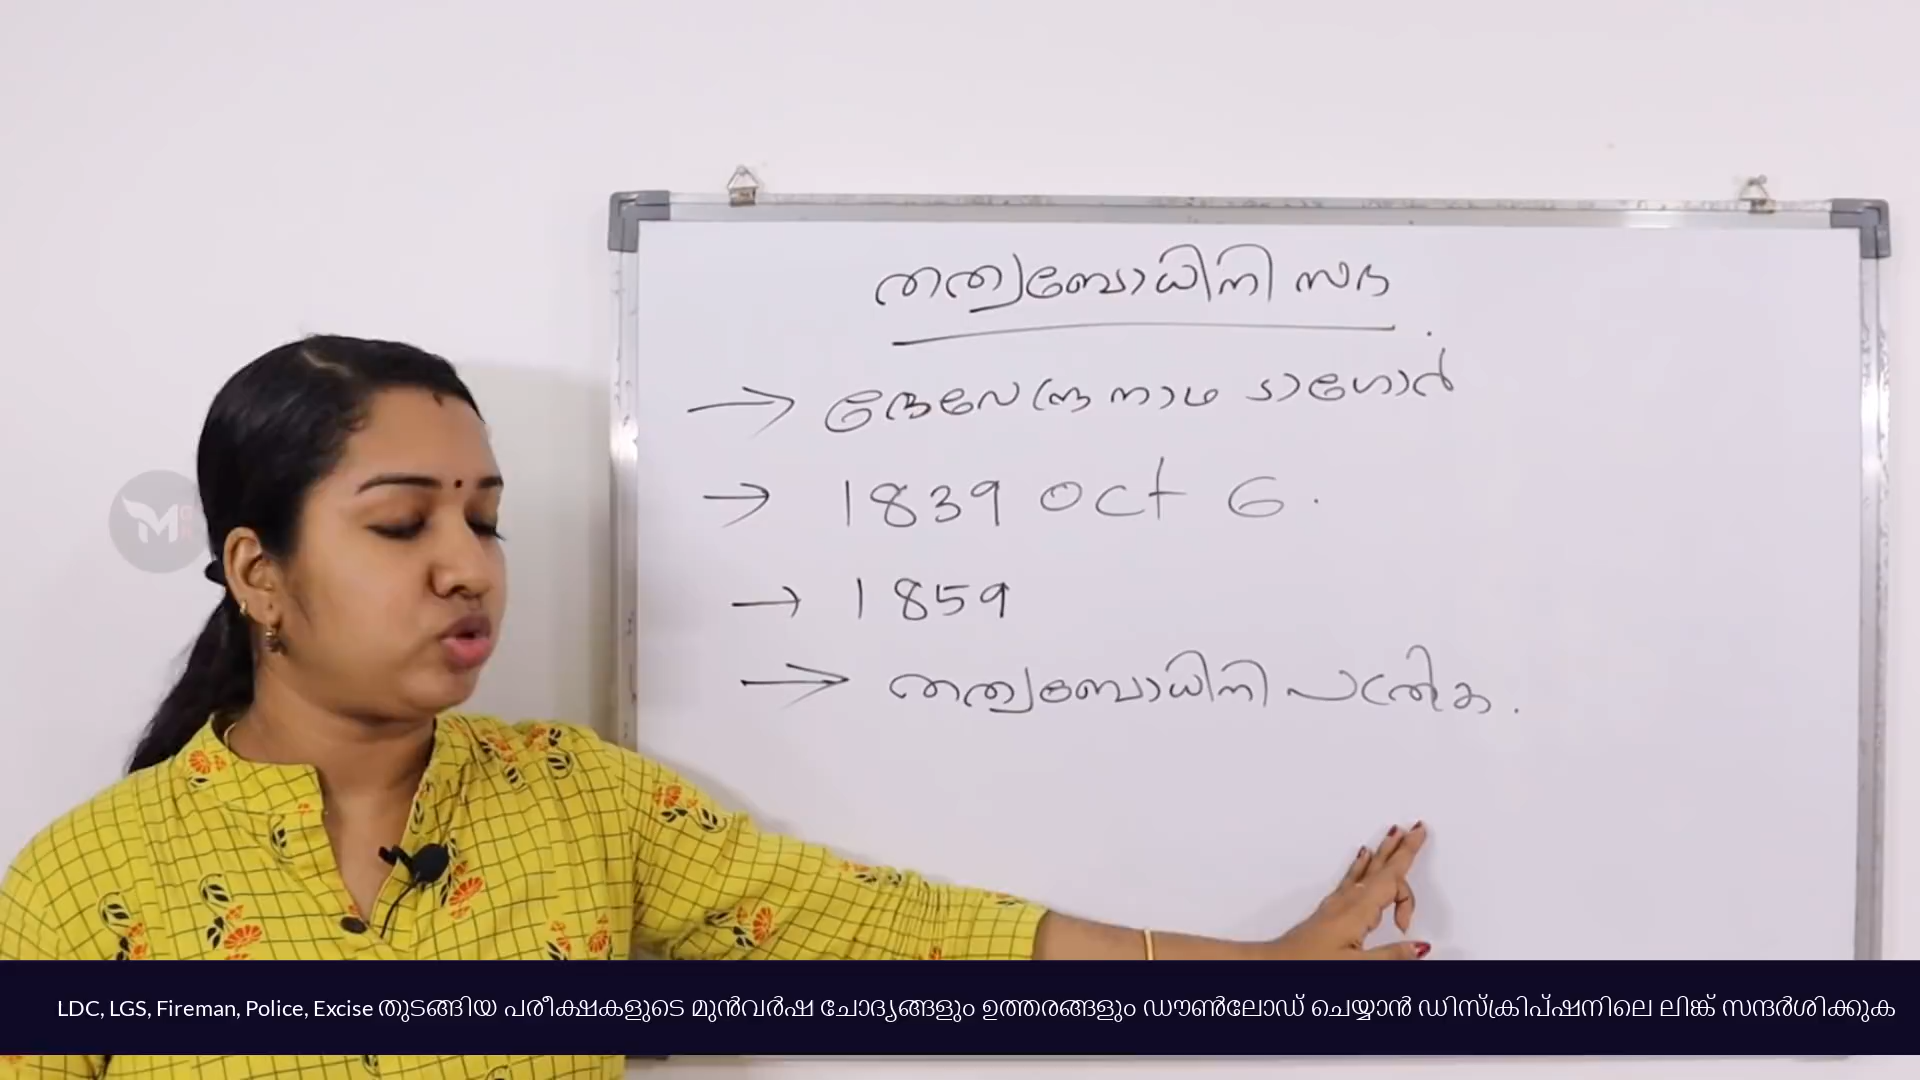 തത്വബോധിനി സഭ
→ ദേവേന്ദ്രനാഥ ടാഗോർ
→ 1839 Oct 6.
→ 1859
→ തത്വബോധിനി പത്രിക.
M
LDC, LGS, Fireman, Police, Excise തുടങ്ങിയ പരീക്ഷകളുടെ മുൻവർഷ ചോദ്യങ്ങളും ഉത്തരങ്ങളും ഡൗൺലോഡ് ചെയ്യാൻ ഡിസ്ക്രിപ്ഷനിലെ ലിങ്ക് സന്ദർശിക്കുക